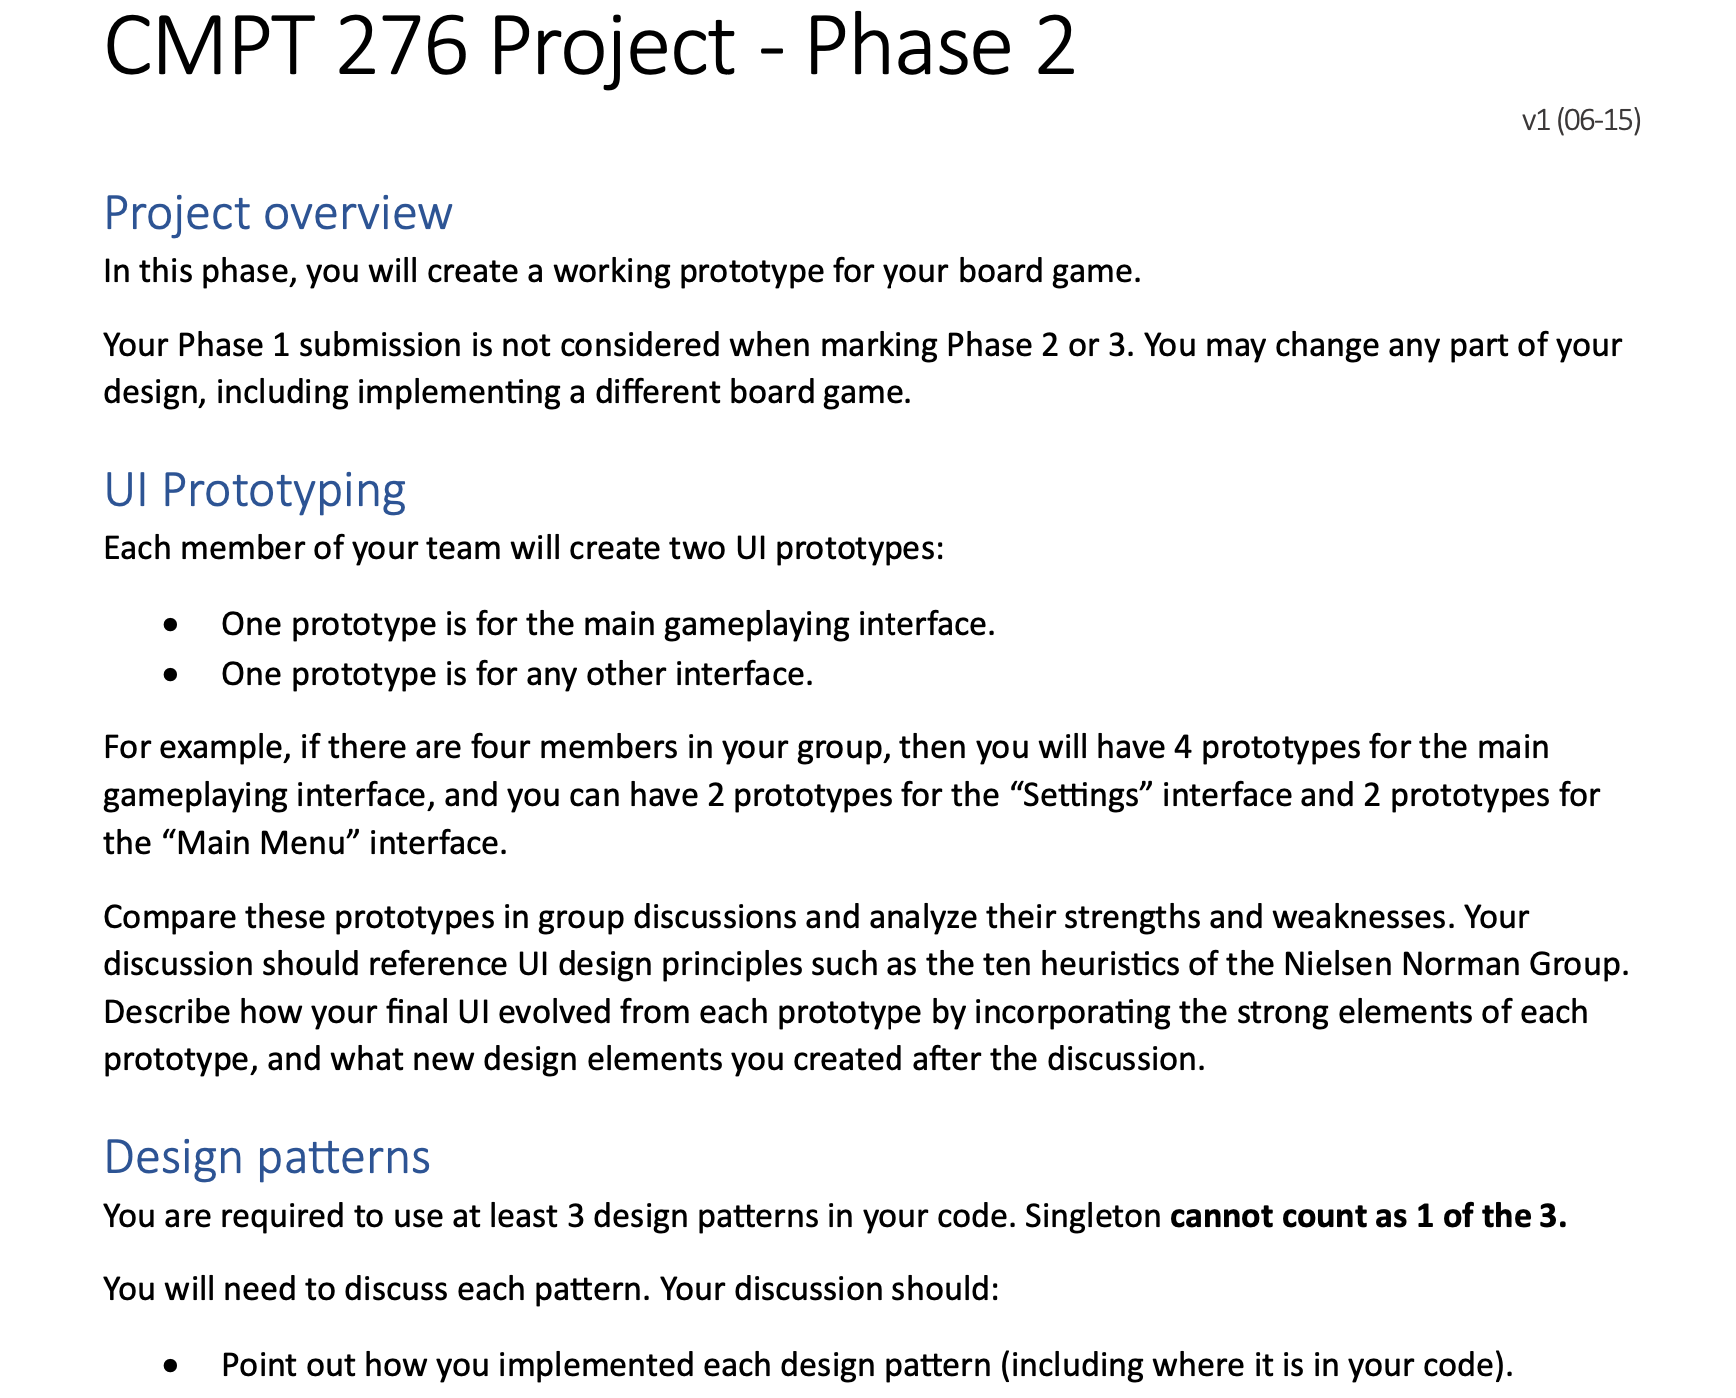 CMPT 276 Project - Phase 2
v1 (06-15)
Project overview
In this phase, you will create a working prototype for your board game.
Your Phase 1 submission is not considered when marking Phase 2 or 3. You may change any part of your
design, including implementing a different board game.
UI Prototyping
Each member of your team will create two UI prototypes:
• One prototype is for the main gameplaying interface.
• One prototype is for any other interface.
For example, if there are four members in your group, then you will have 4 prototypes for the main
gameplaying interface, and you can have 2 prototypes for the “Settings” interface and 2 prototypes for
the “Main Menu” interface.
Compare these prototypes in group discussions and analyze their strengths and weaknesses. Your
discussion should reference UI design principles such as the ten heuristics of the Nielsen Norman Group.
Describe how your final UI evolved from each prototype by incorporating the strong elements of each
prototype, and what new design elements you created after the discussion.
Design patterns
You are required to use at least 3 design patterns in your code. Singleton cannot count as 1 of the 3.
You will need to discuss each pattern. Your discussion should:
• Point out how you implemented each design pattern (including where it is in your code).